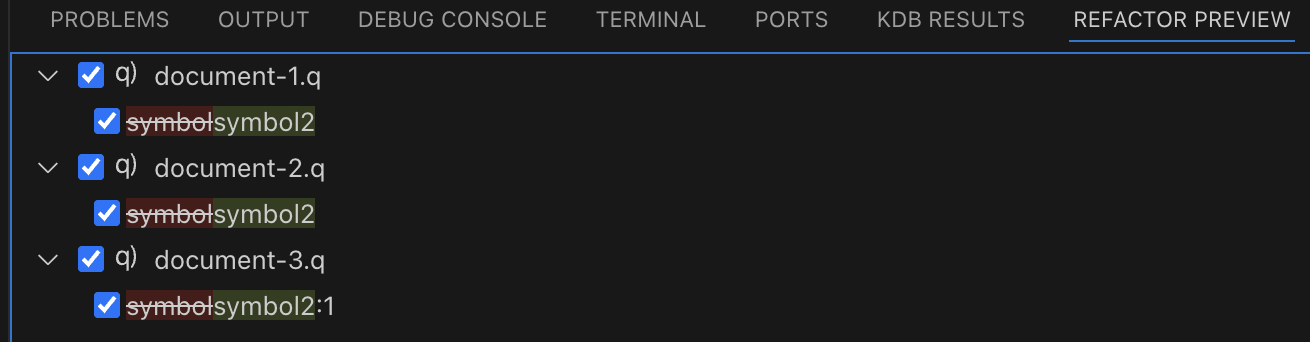 PROBLEMS OUTPUT DEBUG CONSOLE TERMINAL PORTS KDB RESULTS REFACTOR PREVIEW
q) document-1.q
symbolsymbol2
q) document-2.q
symbolsymbol2
q) document-3.q
symbolsymbol2:1